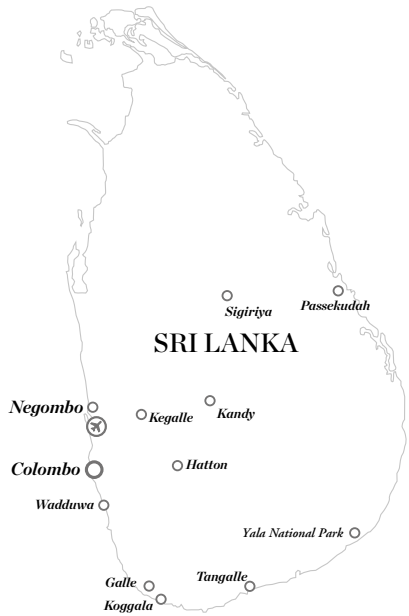 Sigiriya
Passekudah
SRI LANKA
Negombo
Kegalle
Kandy
Colombo
Hatton
Wadduwa
Yala National Park
Galle
Tangalle
Koggala